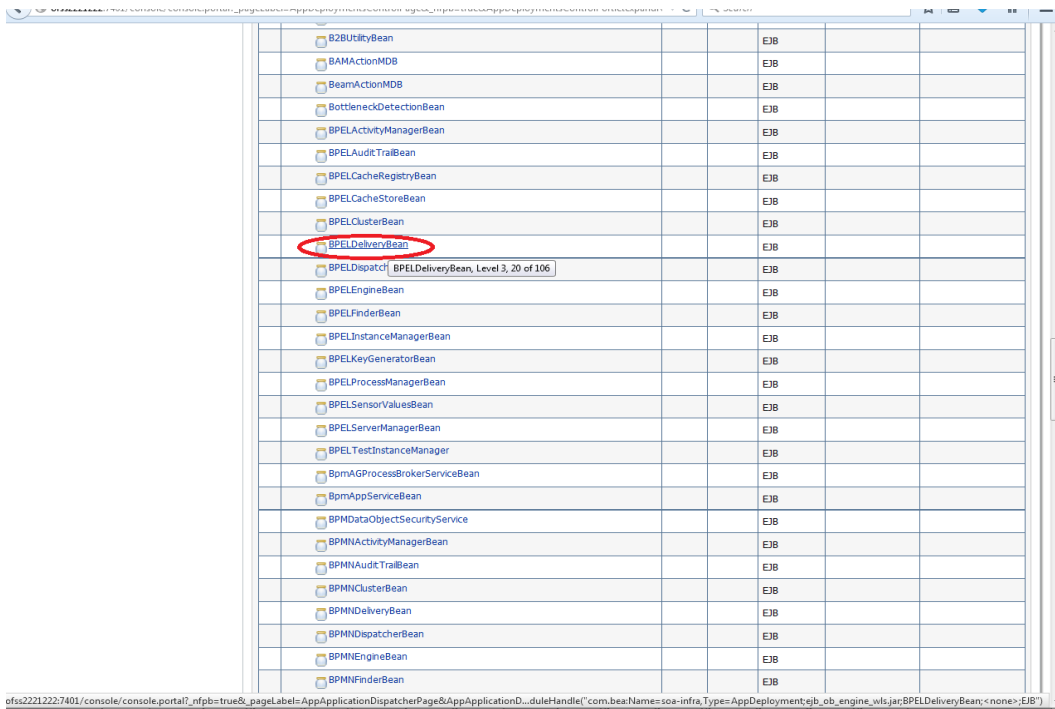 B2BUtilityBean EJB
BAMActionMDB EJB
BeamActionMDB EJB
BottleneckDetectionBean EJB
BPELActivityManagerBean EJB
BPELAuditTrailBean EJB
BPELCacheRegistryBean EJB
BPELCacheStoreBean EJB
BPELClusterBean EJB
BPELDeliveryBean EJB
BPELDispatch BPELDeliveryBean, Level 3, 20 of 106 EJB
BPELEngineBean EJB
BPELFinderBean EJB
BPELInstanceManagerBean EJB
BPELKeyGeneratorBean EJB
BPELProcessManagerBean EJB
BPELSensorValuesBean EJB
BPELServerManagerBean EJB
BPELTestInstanceManager EJB
BpmAGProcessBrokerServiceBean EJB
BpmAppServiceBean EJB
BPMDataObjectSecurityService EJB
BPMNActivityManagerBean EJB
BPMNAuditTrailBean EJB
BPMNClusterBean EJB
BPMNDeliveryBean EJB
BPMNDispatcherBean EJB
BPMNEngineBean EJB
BPMNFinderBean EJB
ofss2221222:7401/console/console.portal?_nfpb=true&_pageLabel=AppApplicationDispatcherPage&AppApplicationD...duleHandle("com.bea:Name=soa-infra,Type=AppDeployment;ejb_ob_engine_wls.jar;BPELDeliveryBean;<none>;EJB")